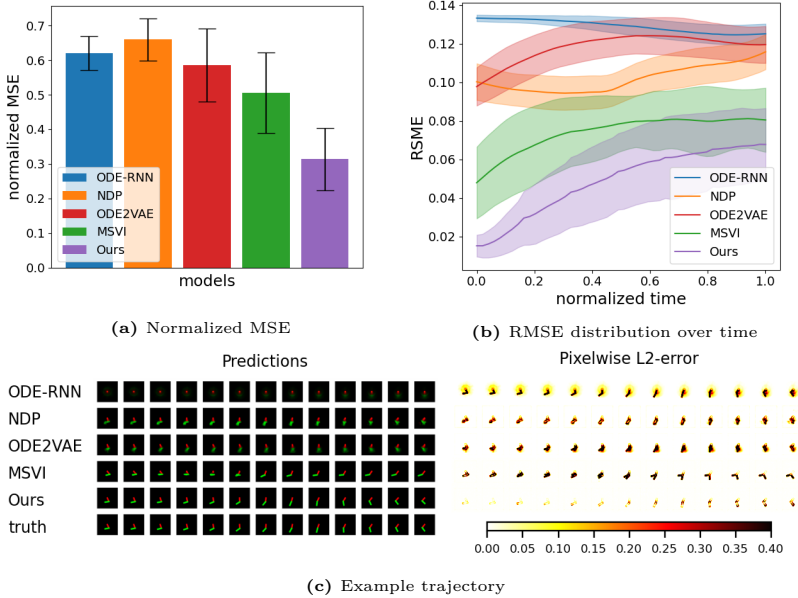 0.7
0.6
0.5
0.4
0.3
0.2
0.1
0.0
normalized MSE
ODE-RNN
NDP
ODE2VAE
MSVI
Ours
models
(a) Normalized MSE
0.14
0.12
0.10
0.08
0.06
0.04
0.02
RSME
ODE-RNN
NDP
ODE2VAE
MSVI
Ours
0.0 0.2 0.4 0.6 0.8 1.0
normalized time
(b) RMSE distribution over time
Predictions
Pixelwise L2-error
ODE-RNN
NDP
ODE2VAE
MSVI
Ours
truth
0.00 0.05 0.10 0.15 0.20 0.25 0.30 0.35 0.40
(c) Example trajectory